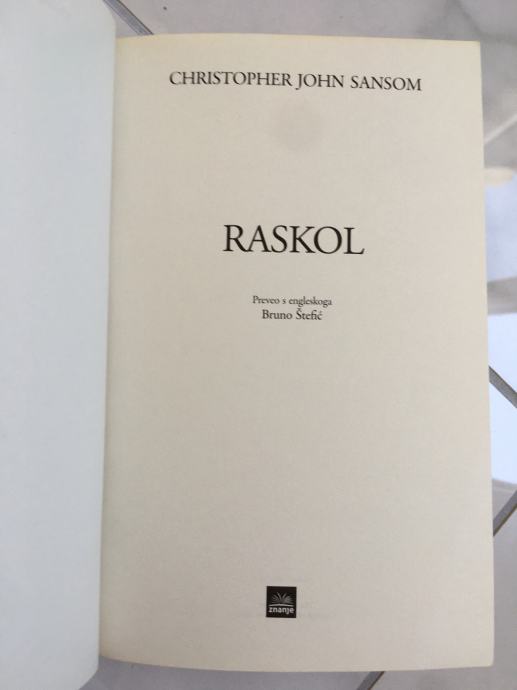 CHRISTOPHER JOHN SANSOM
RASKOL
Preveo s engleskoga
Bruno Štefić
znanje